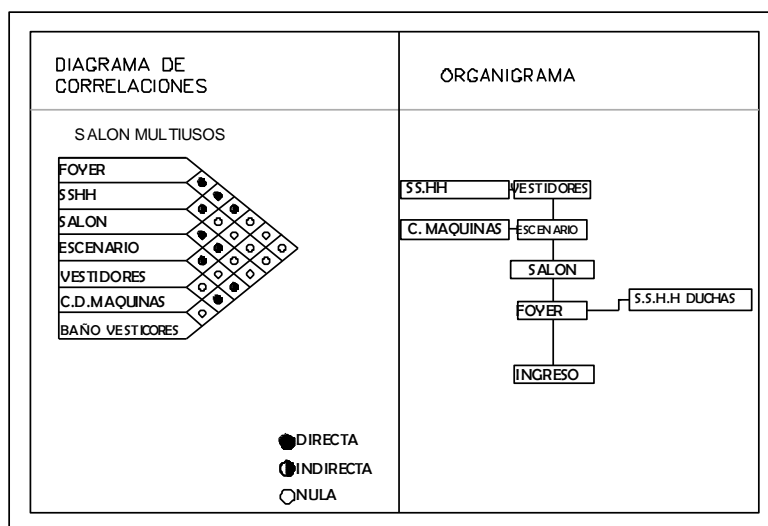 DIAGRAMA DE
CORRELACIONES
SALON MULTIUSOS
FOYER
SSHH
SALON
ESCENARIO
VESTIDORES
C.D.MAQUINAS
BAÑO VESTICORES
DIRECTA
INDIRECTA
NULA
ORGANIGRAMA
SS.HH
VESTIDORES
C. MAQUINAS
ESCENARIO
SALON
FOYER
S.S.H.H DUCHAS
INGRESO